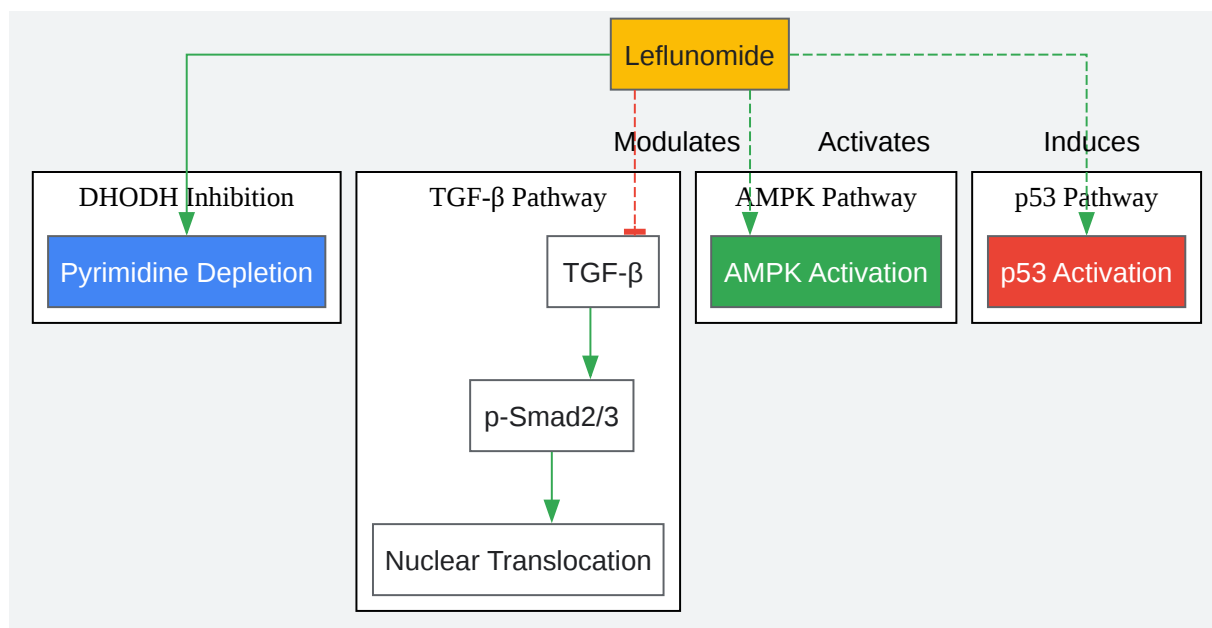 Leflunomide
Modulates
Activates
Induces
DHODH Inhibition
TGF-β Pathway
AMPK Pathway
p53 Pathway
Pyrimidine Depletion
TGF-β
AMPK Activation
p53 Activation
p-Smad2/3
Nuclear Translocation